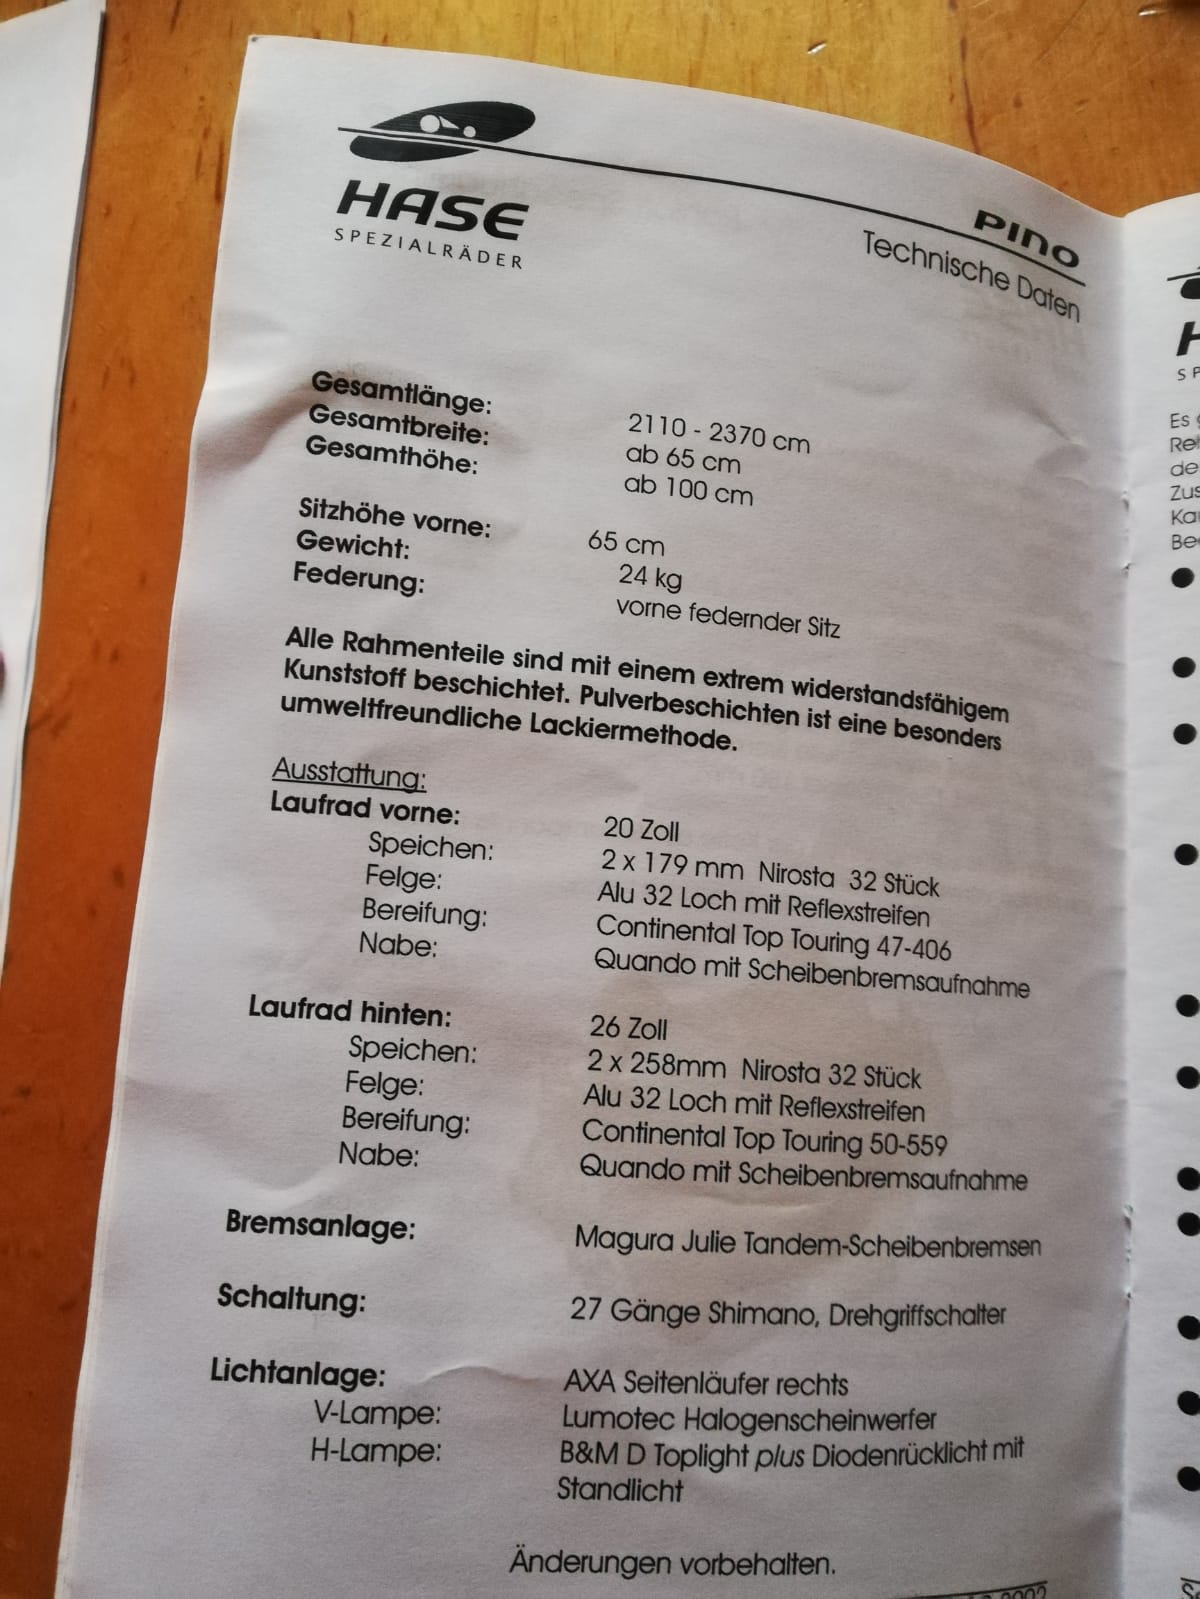 HASE
SPEZIALRÄDER
PINO
Technische Daten
Gesamtlänge: 2110 - 2370 cm
Gesamtbreite: ab 65 cm
Gesamthöhe: ab 100 cm
Sitzhöhe vorne: 65 cm
Gewicht: 24 kg
Federung: vorne federnder Sitz
Alle Rahmenteile sind mit einem extrem widerstandsfähigem
Kunststoff beschichtet. Pulverbeschichten ist eine besonders
umweltfreundliche Lackiermethode.
Ausstattung:
Laufrad vorne: 20 Zoll
Speichen: 2 x 179 mm Nirosta 32 Stück
Felge: Alu 32 Loch mit Reflexstreifen
Bereifung: Continental Top Touring 47-406
Nabe: Quando mit Scheibenbremsaufnahme
Laufrad hinten: 26 Zoll
Speichen: 2 x 258mm Nirosta 32 Stück
Felge: Alu 32 Loch mit Reflexstreifen
Bereifung: Continental Top Touring 50-559
Nabe: Quando mit Scheibenbremsaufnahme
Bremsanlage: Magura Julie Tandem-Scheibenbremsen
Schaltung: 27 Gänge Shimano, Drehgriffschalter
Lichtanlage: AXA Seitenläufer rechts
V-Lampe: Lumotec Halogenscheinwerfer
H-Lampe: B&M D Toplight plus Diodenrücklicht mit
Standlicht
Änderungen vorbehalten.
Es